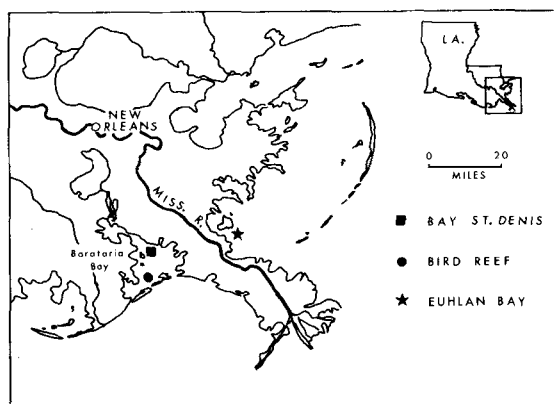 LA.
NEW
ORLEANS
MISS. R.
0 20
MILES
Barataria
Bay
BAY ST. DENIS
BIRD REEF
EUHLAN BAY